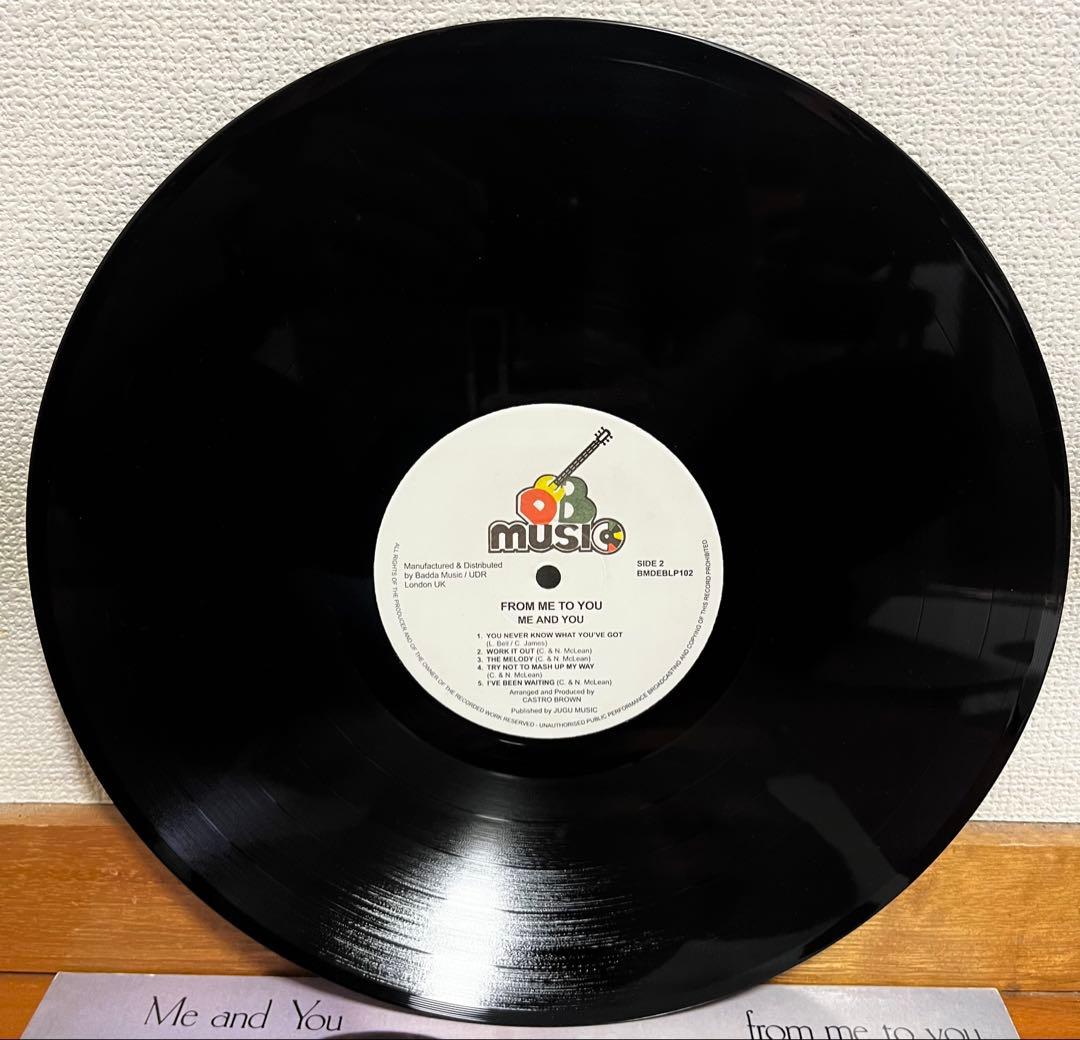 DEB
MUSIC
Manufactured & Distributed
by Badda Music / UDR
London UK
SIDE 2
BMDEBLP102
FROM ME TO YOU
ME AND YOU
1. YOU NEVER KNOW WHAT YOU'VE GOT
(L. Bell / C. James)
2. WORK IT OUT (C. & N. McLean)
3. THE MELODY (C. & N. McLean)
4. TRY NOT TO MASH UP MY WAY
(C. & N. McLean)
5. I'VE BEEN WAITING (C. & N. McLean)
Arranged and Produced by
CASTRO BROWN
Published by JUGU MUSIC
ALL RIGHTS OF THE PRODUCER AND OF THE OWNER OF THE RECORDED WORK RESERVED - UNAUTHORISED PUBLIC PERFORMANCE BROADCASTING AND COPYING OF THIS RECORD PROHIBITED
Me and You
from me to you